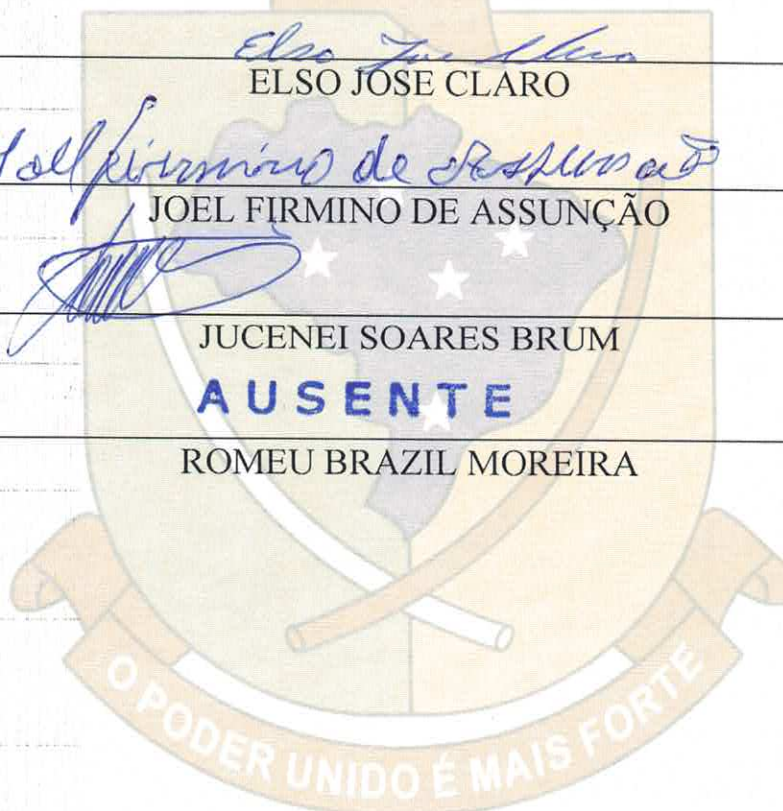 Elso Jose Claro
ELSO JOSE CLARO
Joel firmino de Assunção
JOEL FIRMINO DE ASSUNÇÃO
JUCENEI SOARES BRUM
AUSENTE
ROMEU BRAZIL MOREIRA
O PODER UNIDO É MAIS FORTE